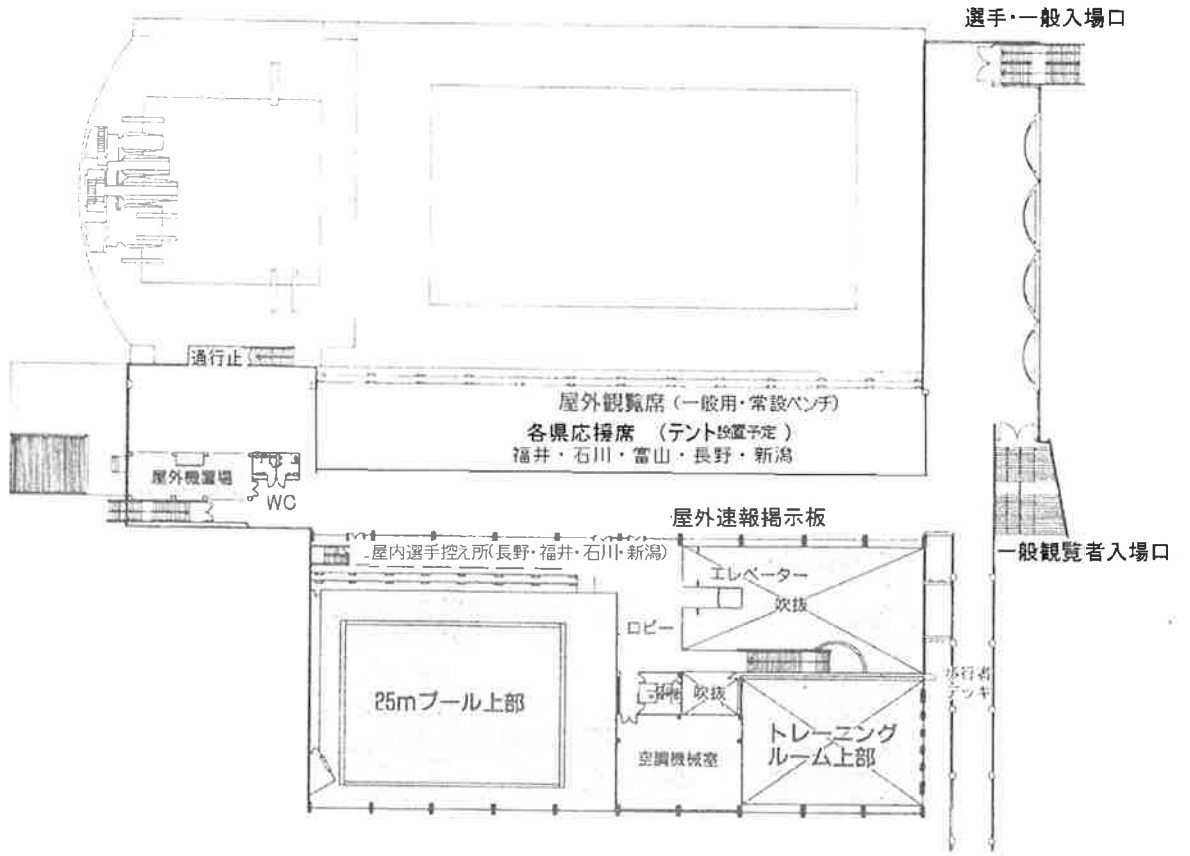 選手・一般入場口
通行止
屋外観覧席（一般用・常設ベンチ）
各県応援席　（テント設置予定）
福井・石川・富山・長野・新潟
屋外機置場
WC
屋外速報掲示板
一般観覧者入場口
屋内選手控え所(長野・福井・石川・新潟)
エレベーター
吹抜
ロビー
歩行者
デッキ
吹抜
25mプール上部
トレーニング
ルーム上部
空調機械室